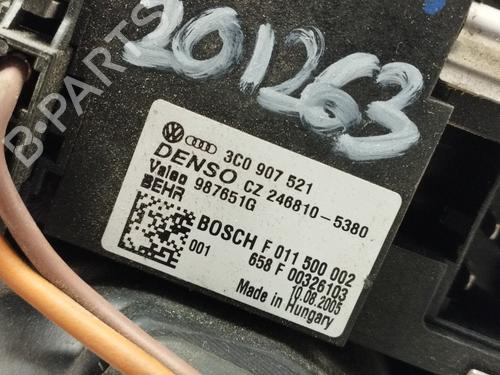 201263
B-PARTS
3C0 907 521
DENSO CZ 246810-5380
Valeo 987651G
BEHR
BOSCH F 011 500 002
001 658 F 00326103
10.08.2005
Made in Hungary